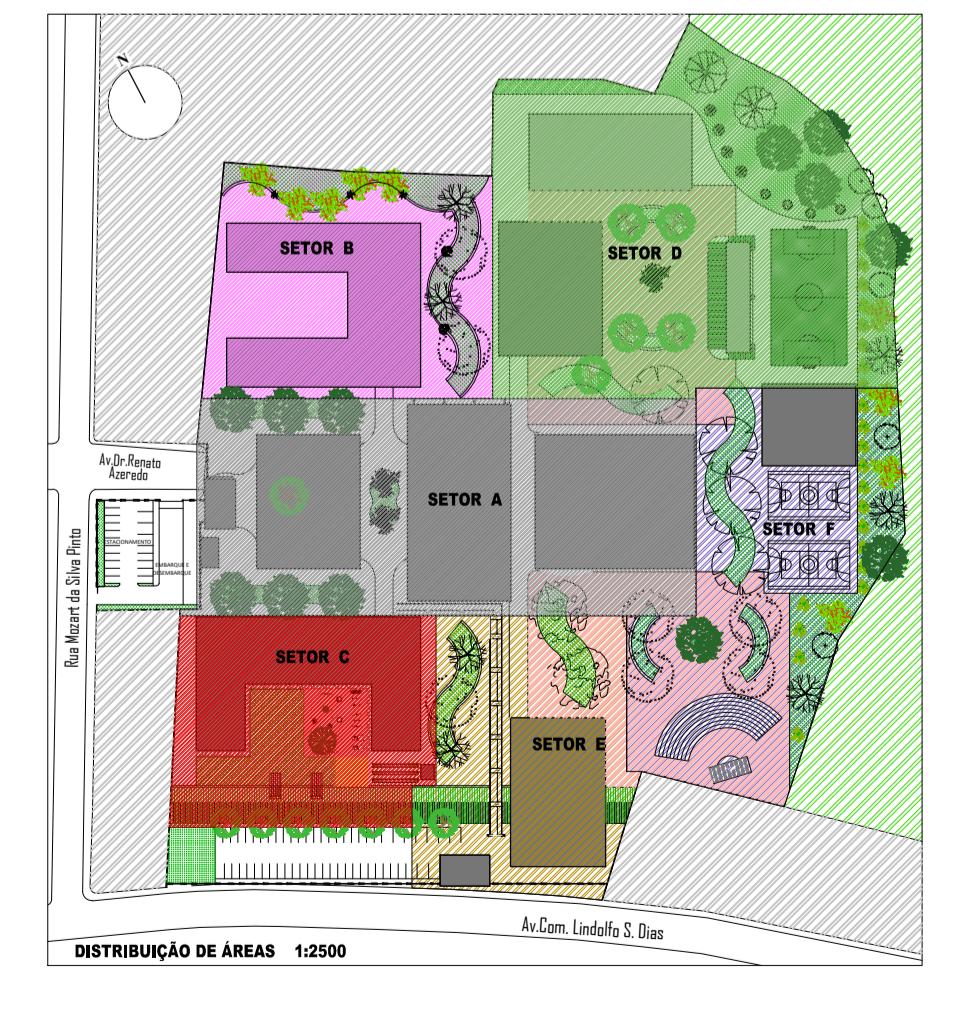 N
SETOR B
SETOR D
Av.Dr.Renato
Azeredo
SETOR A
SETOR F
ESTACIONAMENTO
EMBARQUE E
DESEMBARQUE
Rua Mozart da Silva Pinto
SETOR C
SETOR E
Av.Com. Lindolfo S. Dias
DISTRIBUIÇÃO DE ÁREAS 1:2500